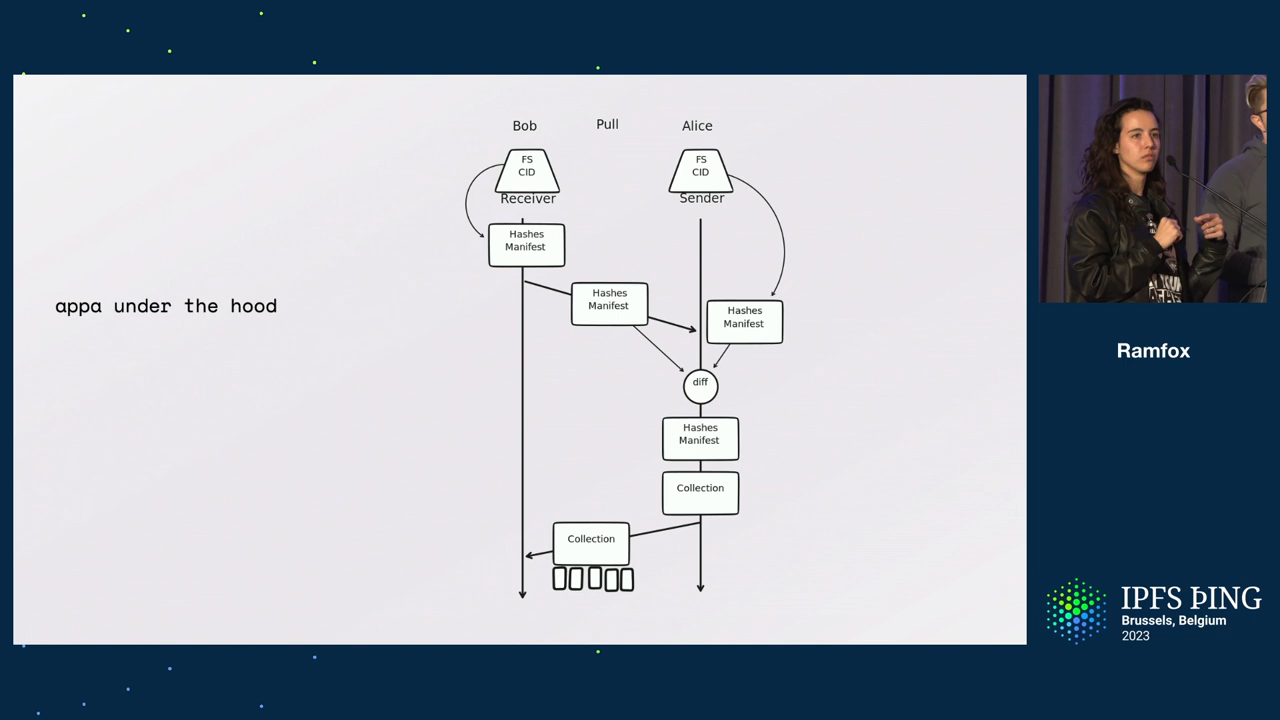 appa under the hood
Bob
Pull
Alice
FS
CID
FS
CID
Receiver
Sender
Hashes
Manifest
Hashes
Manifest
Hashes
Manifest
diff
Hashes
Manifest
Collection
Collection
Ramfox
IPFS ÞING
Brussels, Belgium
2023